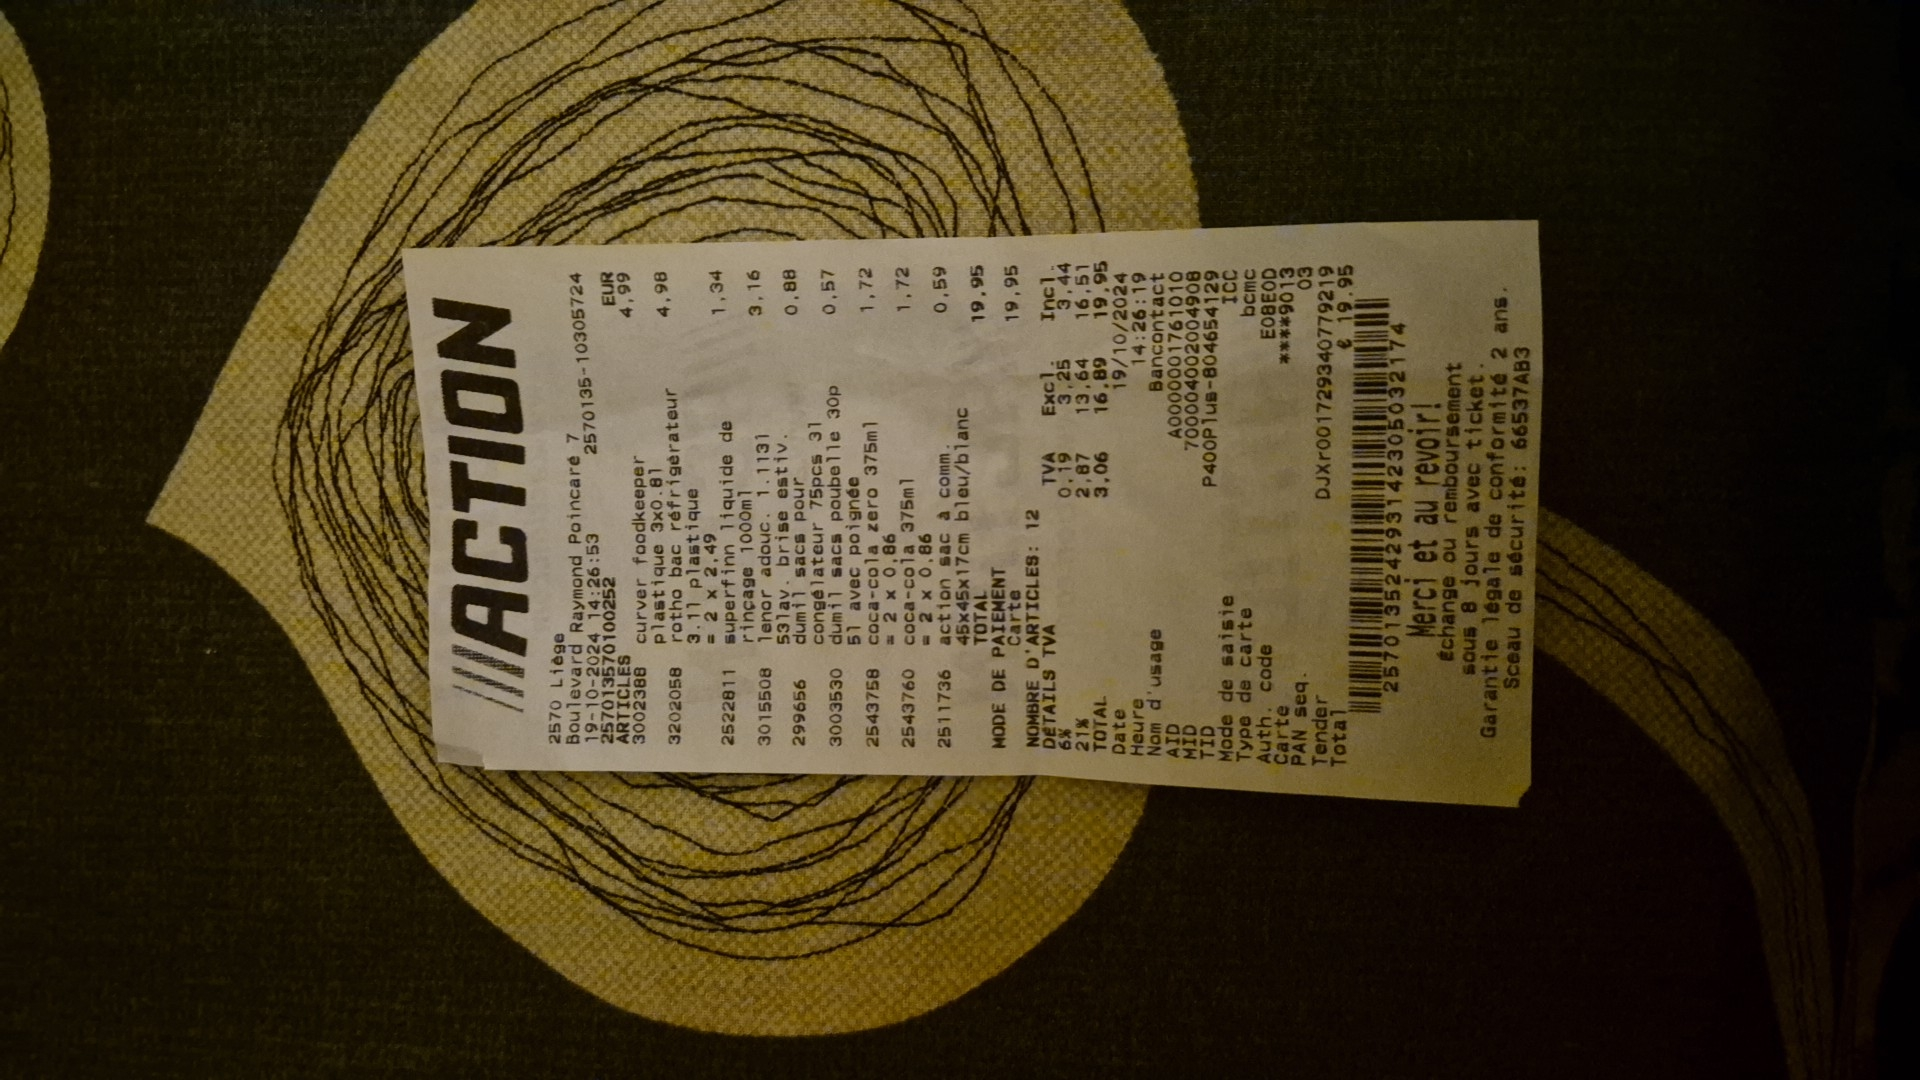 ///ACTION
2570 Liège
Boulevard Raymond Poincaré 7
19-10-2024 14:26:53 2570135-10305724
2570135701002​52
ARTICLES EUR
3002388 curver foodkeeper 4,99
plastique 3x0.8l
3202058 rotho bac réfrigérateur 4,98
3.1l plastique
= 2 x 2,49
2522811 superfinn liquide de 1,34
rinçage 1000ml
3015508 lenor adouc. 1.113l 3,16
53lav. brise estiv.
299656 dumil sacs pour 0,88
congélateur 75pcs 3l
3003530 dumil sacs poubelle 30p 0,57
5l avec poignée
2543758 coca-cola zero 375ml 1,72
= 2 x 0,86
2543760 coca-cola 375ml 1,72
= 2 x 0,86
2511736 action sac à comm. 0,59
45x45x17cm bleu/blanc
TOTAL 19,95
MODE DE PAIEMENT
Carte 19,95
NOMBRE D'ARTICLES: 12
DÉTAILS TVA TVA Excl. Incl.
6% 0,19 3,25 3,44
21% 2,87 13,64 16,51
TOTAL 3,06 16,89 19,95
Date 19/10/2024
Heure 14:26:19
Nom d'usage Bancontact
AID A0000001761010
MID 700004002004908
TID P400Plus-804654129
Mode de saisie ICC
Type de carte bcmc
Auth. code E08E0D
Carte ****9013
PAN seq. 03
Tender DJXr001729340779219
Total € 19.95
2570135242931423050321​74
Merci et au revoir!
Échange ou remboursement
sous 8 jours avec ticket.
Garantie légale de conformité 2 ans.
Sceau de sécurité: 66537AB3